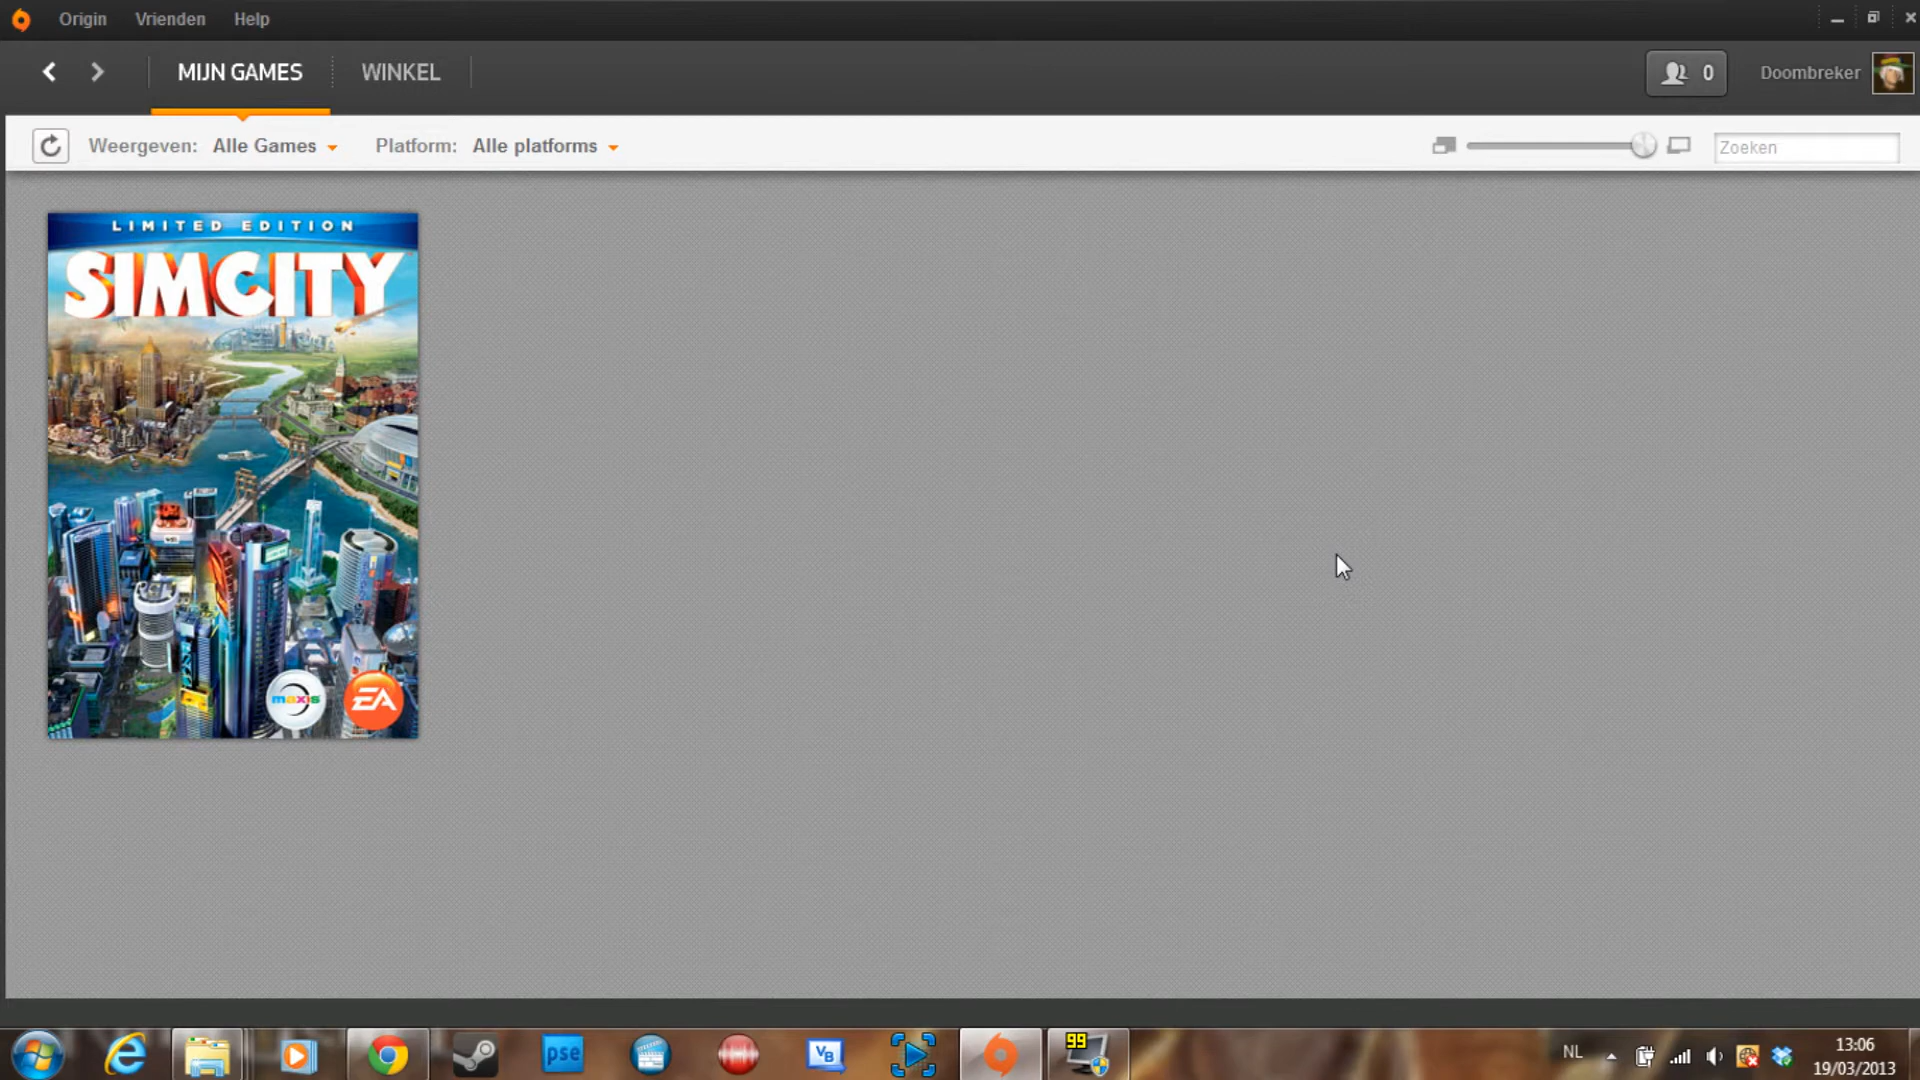 Origin Vrienden Help
MIJN GAMES WINKEL 0 Doombreker
Weergeven: Alle Games Platform: Alle platforms Zoeken
LIMITED EDITION
SIMCITY
maxis EA
pse VB 99 NL 13:06
19/03/2013